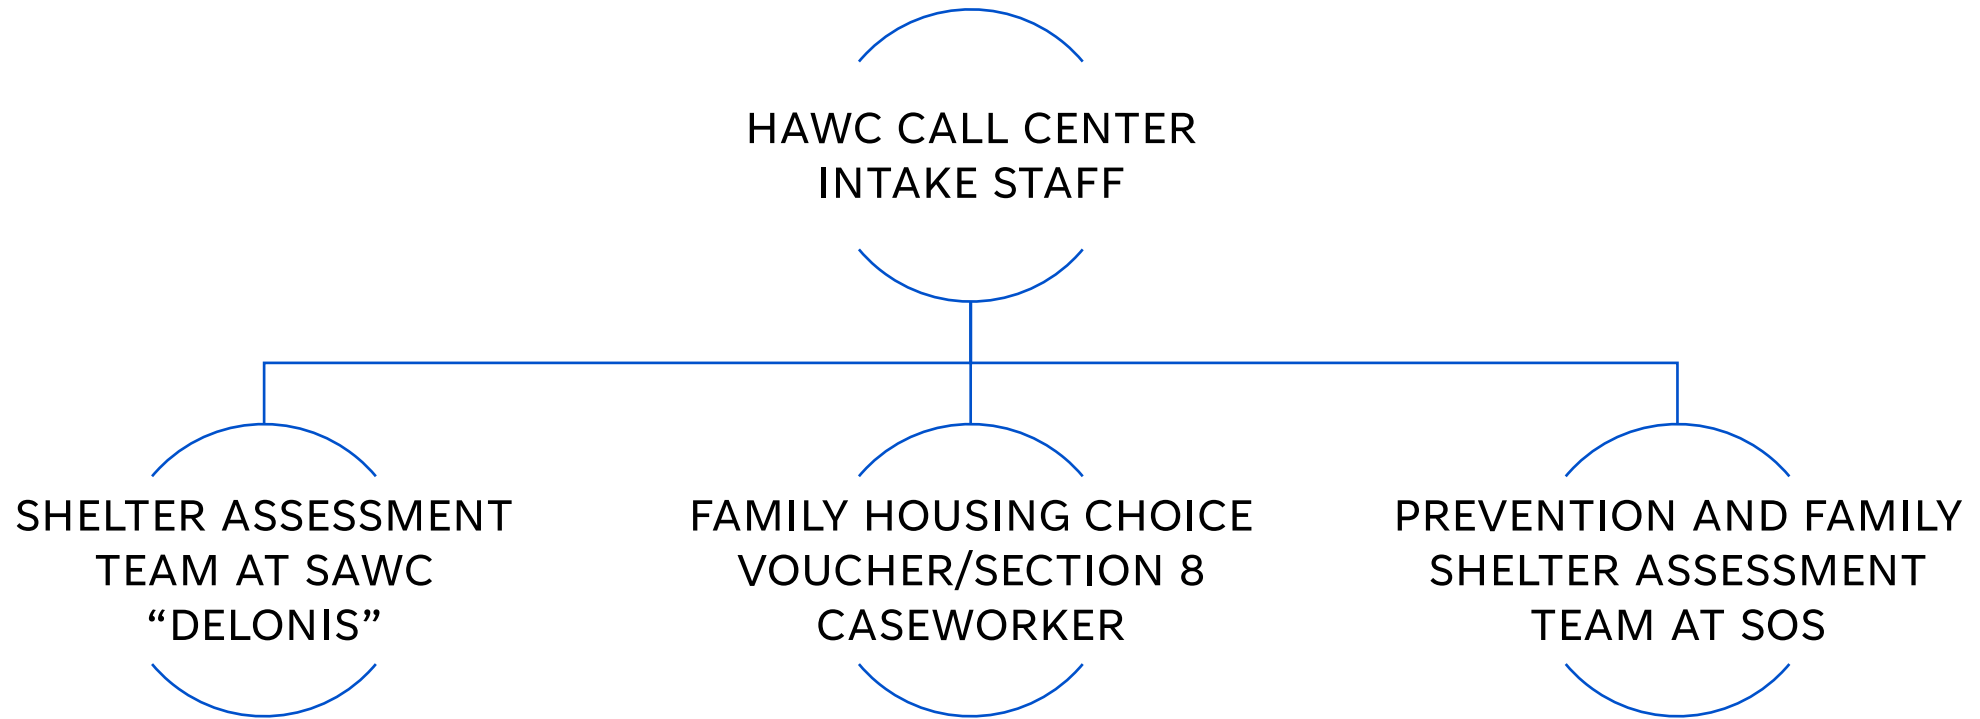 HAWC CALL CENTER
INTAKE STAFF
SHELTER ASSESSMENT
TEAM AT SAWC
“DELONIS”
FAMILY HOUSING CHOICE
VOUCHER/SECTION 8
CASEWORKER
PREVENTION AND FAMILY
SHELTER ASSESSMENT
TEAM AT SOS